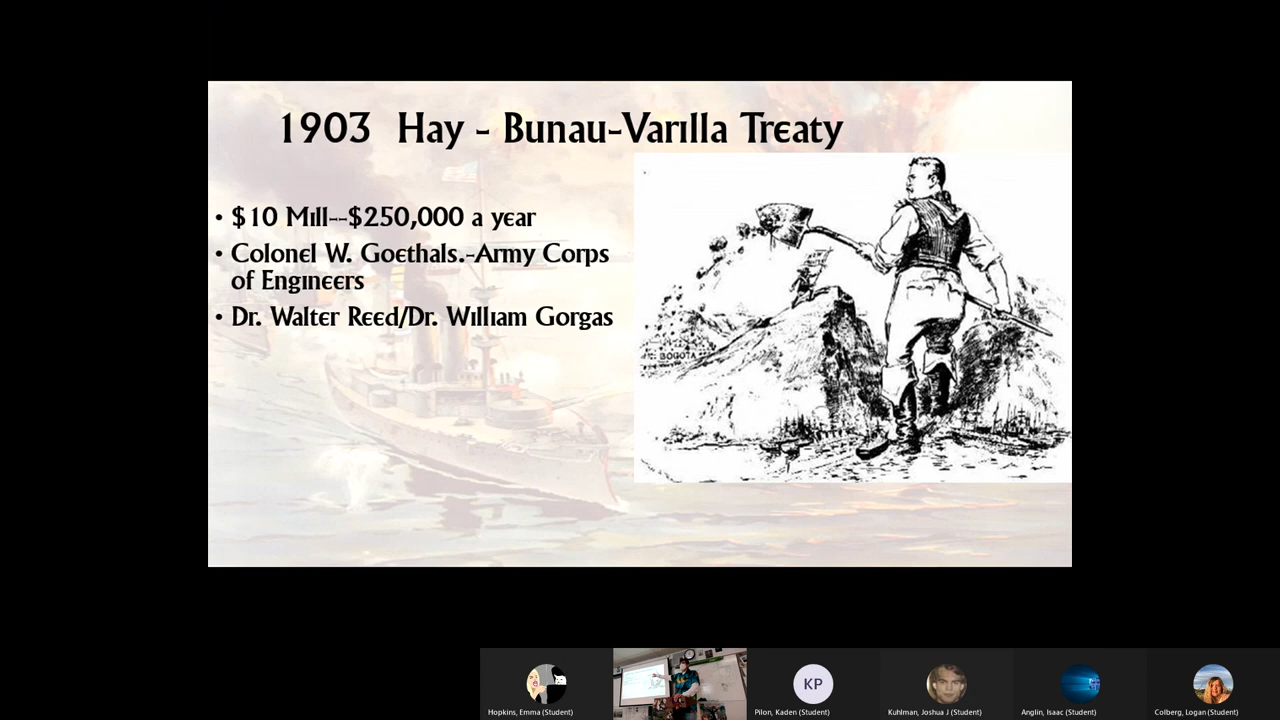 1903 Hay - Bunau-Varilla Treaty
• $10 Mill--$250,000 a year
• Colonel W. Goethals.-Army Corps
of Engineers
• Dr. Walter Reed/Dr. William Gorgas
BOGOTA
KP
Hopkins, Emma (Student)
Pilon, Kaden (Student)
Kuhlman, Joshua J (Student)
Anglin, Isaac (Student)
Colberg, Logan (Student)